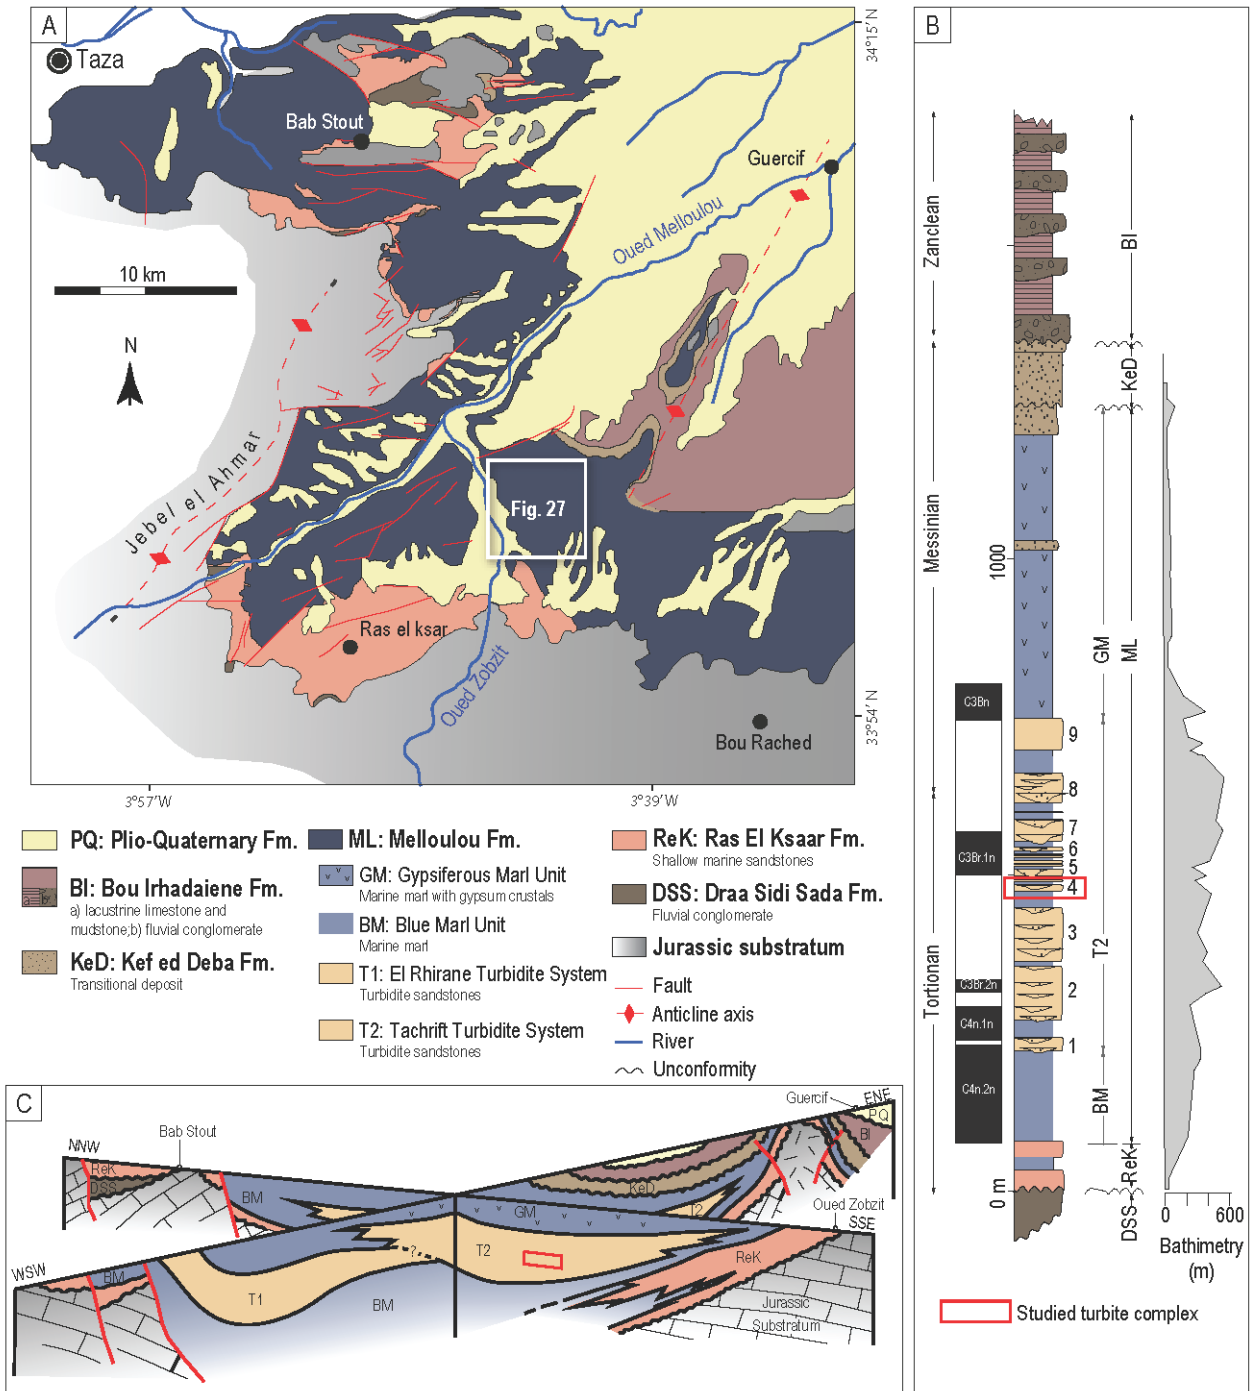 A
Taza
Bab Stout
Guercif
Oued Melloulou
10 km
N
Jebel el Ahmar
Fig. 27
Ras el ksar
Oued Zobzit
Bou Rached
34°15'N
33°54'N
3°57'W
3°39'W
PQ: Plio-Quaternary Fm.
BI: Bou Irhadaiene Fm.
a) lacustrine limestone and
mudstone;b) fluvial conglomerate
a
b
KeD: Kef ed Deba Fm.
Transitional deposit
ML: Melloulou Fm.
GM: Gypsiferous Marl Unit
Marine marl with gypsum crustals
BM: Blue Marl Unit
Marine marl
T1: El Rhirane Turbidite System
Turbidite sandstones
T2: Tachrift Turbidite System
Turbidite sandstones
ReK: Ras El Ksaar Fm.
Shallow marine sandstones
DSS: Draa Sidi Sada Fm.
Fluvial conglomerate
Jurassic substratum
Fault
Anticline axis
River
Unconformity
B
Zanclean
Messinian
Tortionan
1000
0 m
C3Bn
C3Br.1n
C3Br.2n
C4n.1n
C4n.2n
9
8
7
6
5
4
3
2
1
BI
KeD
GM
ML
T2
BM
ReK
DSS
0
600
Bathimetry
(m)
Studied turbite complex
C
NNW
Bab Stout
Guercif
ENE
PQ
BI
ReK
DSS
BM
KeD
T2
GM
Oued Zobzit
SSE
WSW
BM
T1
?
T2
BM
ReK
Jurassic
Substratum